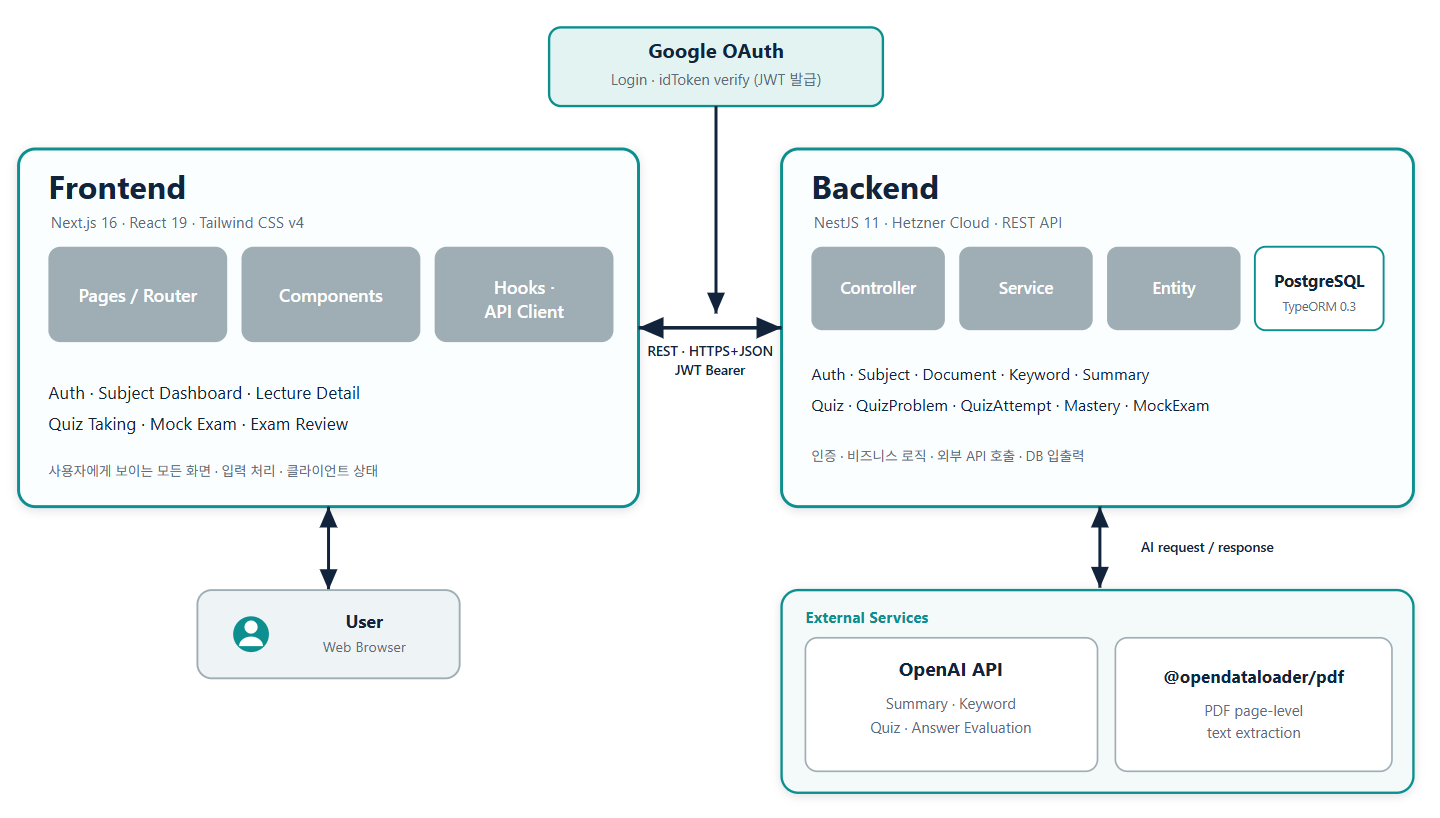 Google OAuth
Login · idToken verify (JWT 발급)
Frontend
Next.js 16 · React 19 · Tailwind CSS v4
Pages / Router
Components
Hooks ·
API Client
Auth · Subject Dashboard · Lecture Detail
Quiz Taking · Mock Exam · Exam Review
사용자에게 보이는 모든 화면 · 입력 처리 · 클라이언트 상태
REST · HTTPS+JSON
JWT Bearer
Backend
NestJS 11 · Hetzner Cloud · REST API
Controller
Service
Entity
PostgreSQL
TypeORM 0.3
Auth · Subject · Document · Keyword · Summary
Quiz · QuizProblem · QuizAttempt · Mastery · MockExam
인증 · 비즈니스 로직 · 외부 API 호출 · DB 입출력
User
Web Browser
AI request / response
External Services
OpenAI API
Summary · Keyword
Quiz · Answer Evaluation
@opendataloader/pdf
PDF page-level
text extraction